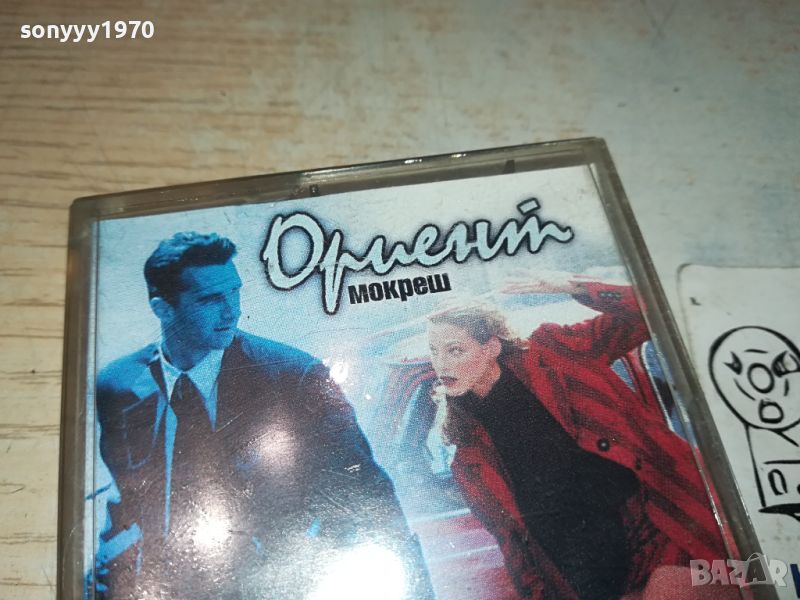 sonyyy1970
Ориент
мокреш
BAZAR